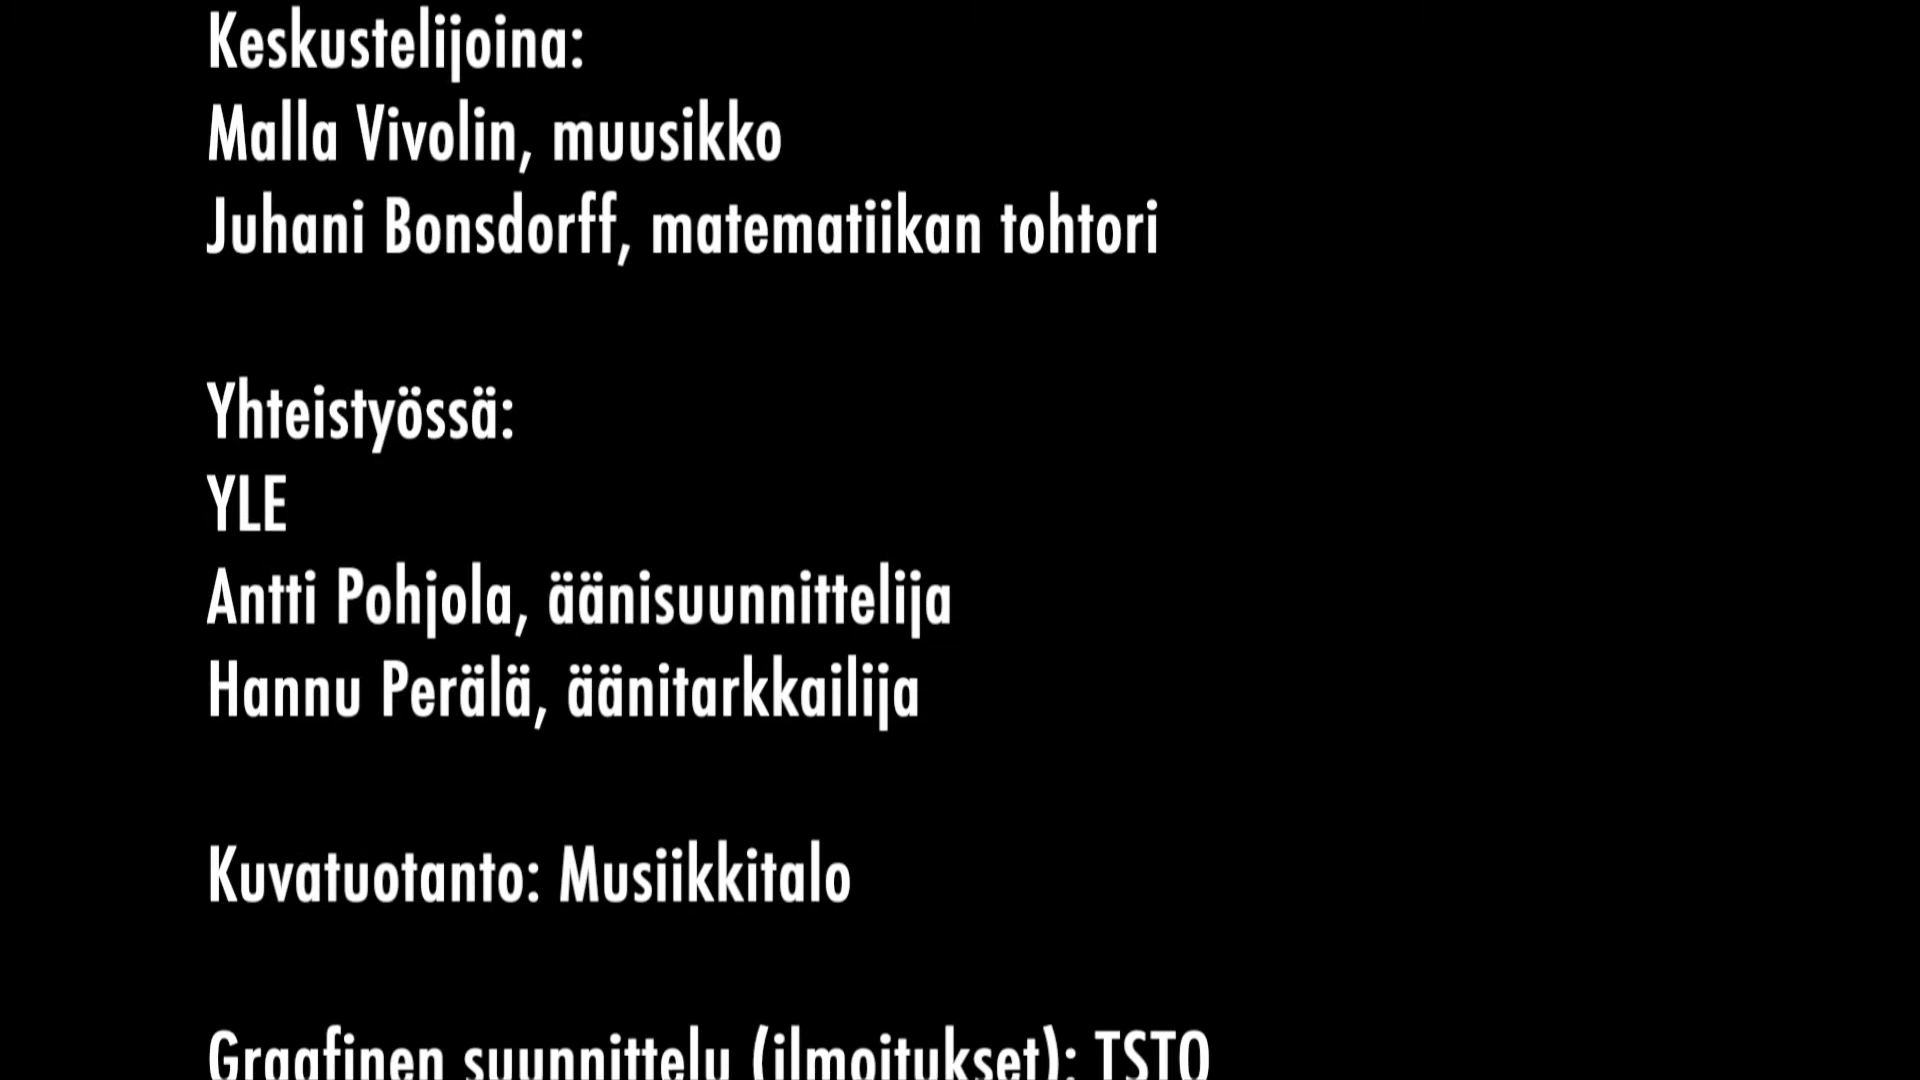 Keskustelijoina:
Malla Vivolin, muusikko
Juhani Bonsdorff, matematiikan tohtori
Yhteistyössä:
YLE
Antti Pohjola, äänisuunnittelija
Hannu Perälä, äänitarkkailija
Kuvatuotanto: Musiikkitalo
Graafinen suunnittelu (ilmoitukset): TSTO